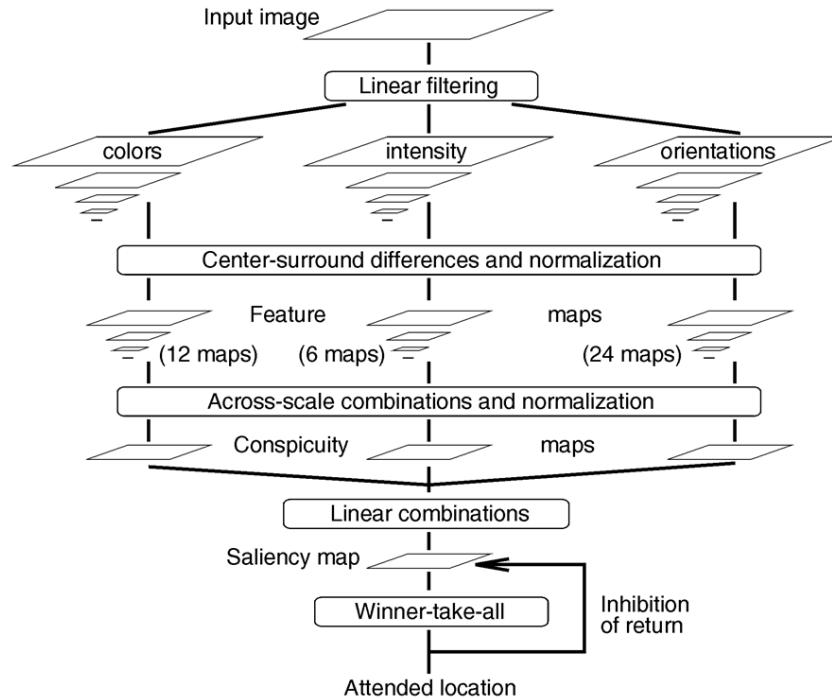 Input image
Linear filtering
colors intensity orientations
Center-surround differences and normalization
Feature maps
(12 maps) (6 maps) (24 maps)
Across-scale combinations and normalization
Conspicuity maps
Linear combinations
Saliency map
Winner-take-all
Inhibition
of return
Attended location